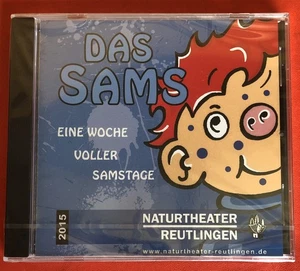 DAS
SAMS
EINE WOCHE
VOLLER
SAMSTAGE
2015
NATURTHEATER
REUTLINGEN
www.naturtheater-reutlingen.de